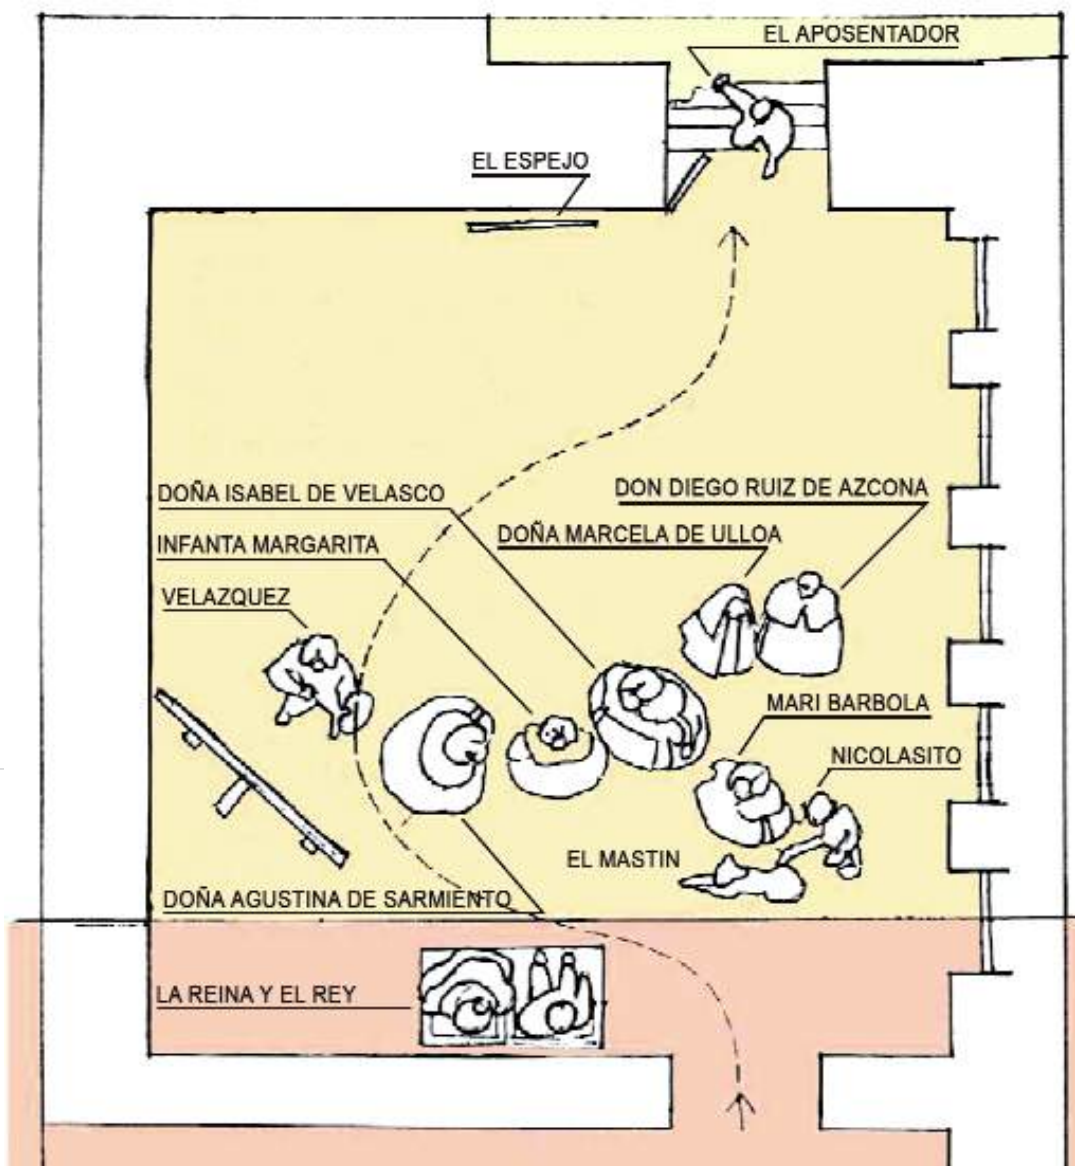 EL APOSENTADOR
EL ESPEJO
DOÑA ISABEL DE VELASCO
DON DIEGO RUIZ DE AZCONA
INFANTA MARGARITA
DOÑA MARCELA DE ULLOA
VELAZQUEZ
MARI BARBOLA
NICOLASITO
EL MASTIN
DOÑA AGUSTINA DE SARMIENTO
LA REINA Y EL REY